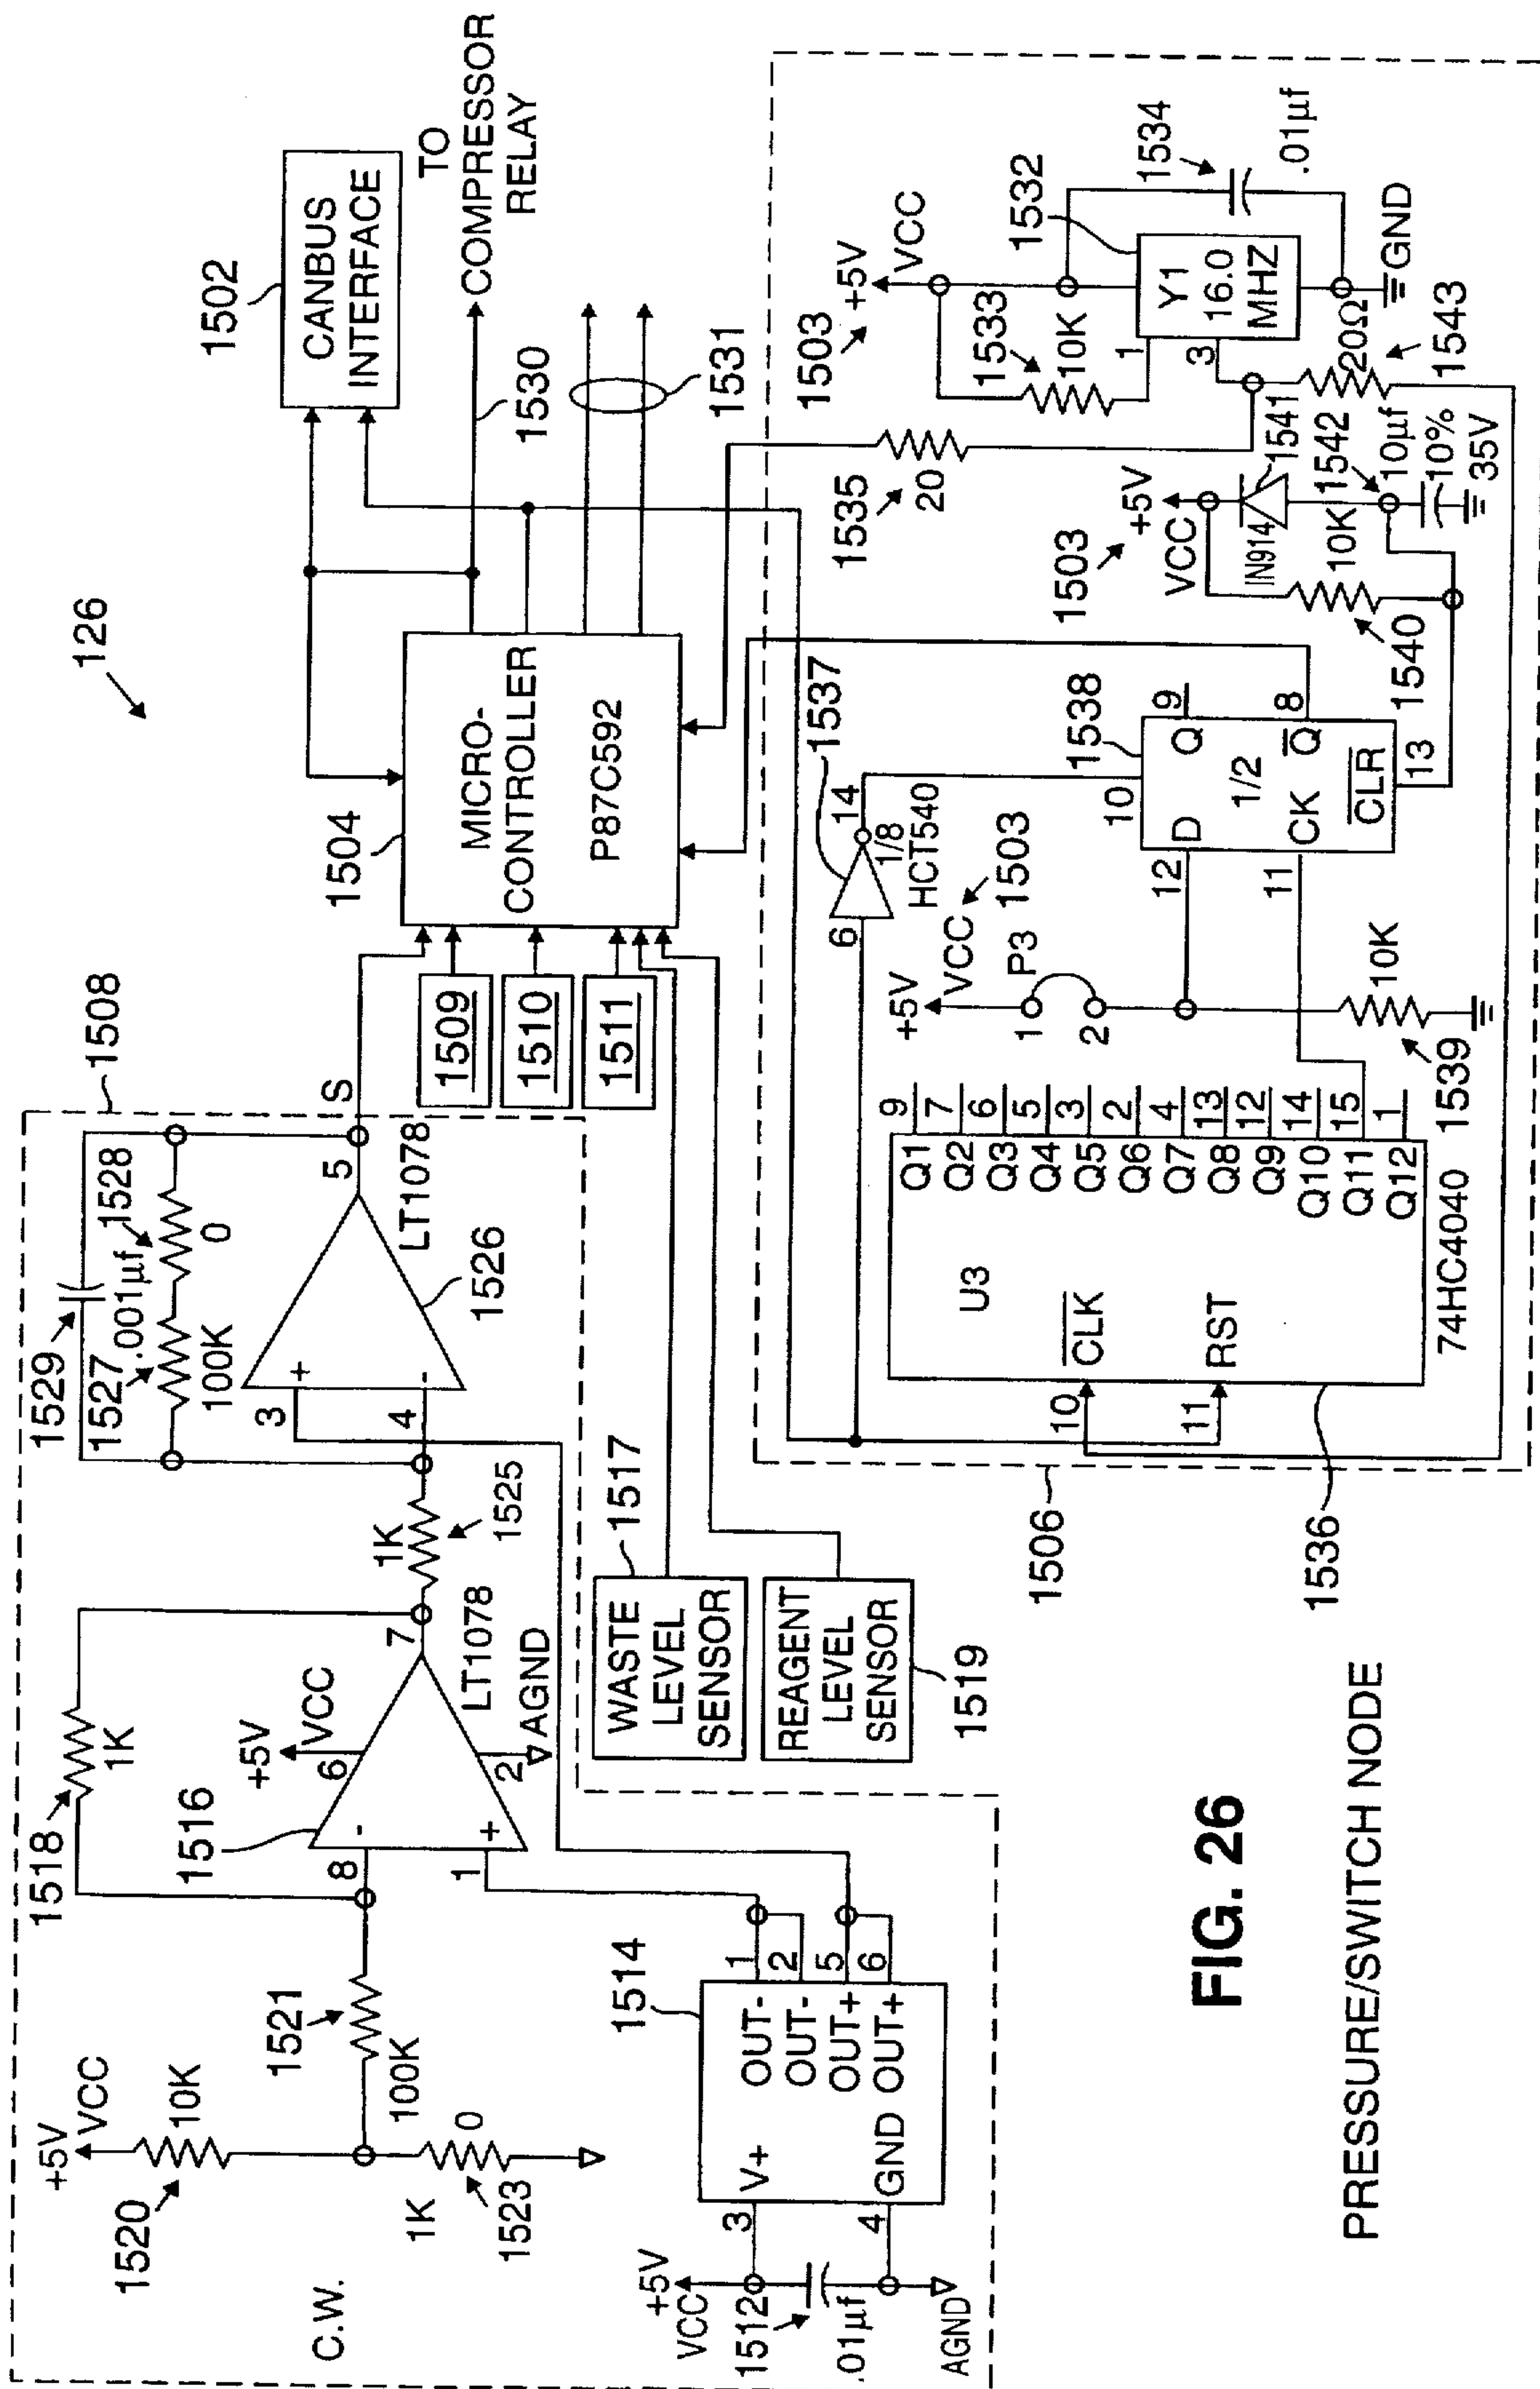 126
1502
CANBUS
INTERFACE
TO
COMPRESSOR
RELAY
1530
1531
1504
MICRO-
CONTROLLER
P87C592
1508
1509
1510
1511
1529
.001µf
1527
100K
1528
0
3
+
4
-
5
S
LT1078
1526
1K
1525
1518
1K
1516
+5V
VCC
6
8
-
1
+
7
2
LT1078
AGND
+5V
VCC
10K
1520
1521
100K
1K
0
1523
C.W.
1514
+5V
VCC
1512
.01µf
AGND
3
V+
4
GND
OUT-
1
OUT-
2
OUT+
5
OUT+
6
WASTE
LEVEL
SENSOR
1517
REAGENT
LEVEL
SENSOR
1519
1506
1536
U3
10
CLK
11
RST
Q1
9
Q2
7
Q3
6
Q4
5
Q5
3
Q6
2
Q7
4
Q8
13
Q9
12
Q10
14
Q11
15
Q12
1
74HC4040
6
14
1/8
HCT540
1537
+5V
VCC
1503
P3
1
2
10K
1539
1538
10
12
D
Q
9
1/2
11
CK
Q
8
CLR
13
1503
+5V
VCC
IN914
1541
10K
1540
1542
10µf
10%
35V
1535
20
1503
+5V
VCC
1533
10K
1
3
Y1
16.0
MHZ
1532
1534
.01µf
GND
20Ω
1543
FIG. 26
PRESSURE/SWITCH NODE